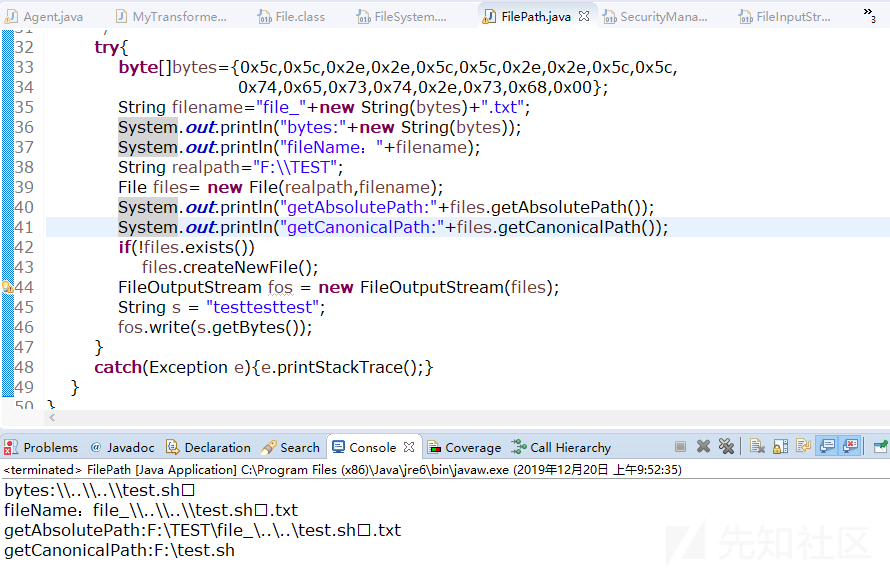 Agent.java MyTransforme... File.class FileSystem.... FilePath.java SecurityMana... FileInputStr... »3
31
32 try{
33 byte[]bytes={0x5c,0x5c,0x2e,0x2e,0x5c,0x5c,0x2e,0x2e,0x5c,0x5c,
34 0x74,0x65,0x73,0x74,0x2e,0x73,0x68,0x00};
35 String filename="file_"+new String(bytes)+".txt";
36 System.out.println("bytes:"+new String(bytes));
37 System.out.println("fileName："+filename);
38 String realpath="F:\\TEST";
39 File files= new File(realpath,filename);
40 System.out.println("getAbsolutePath:"+files.getAbsolutePath());
41 System.out.println("getCanonicalPath:"+files.getCanonicalPath());
42 if(!files.exists())
43 files.createNewFile();
44 FileOutputStream fos = new FileOutputStream(files);
45 String s = "testtesttest";
46 fos.write(s.getBytes());
47 }
48 catch(Exception e){e.printStackTrace();}
49 }
50 }
Problems @ Javadoc Declaration Search Console Coverage Call Hierarchy
<terminated> FilePath [Java Application] C:\Program Files (x86)\Java\jre6\bin\javaw.exe (2019年12月20日 上午9:52:35)
bytes:\\..\\..\\test.sh□
fileName：file_\\..\\..\\test.sh□.txt
getAbsolutePath:F:\TEST\file_\..\..\test.sh□.txt
getCanonicalPath:F:\test.sh
先知社区